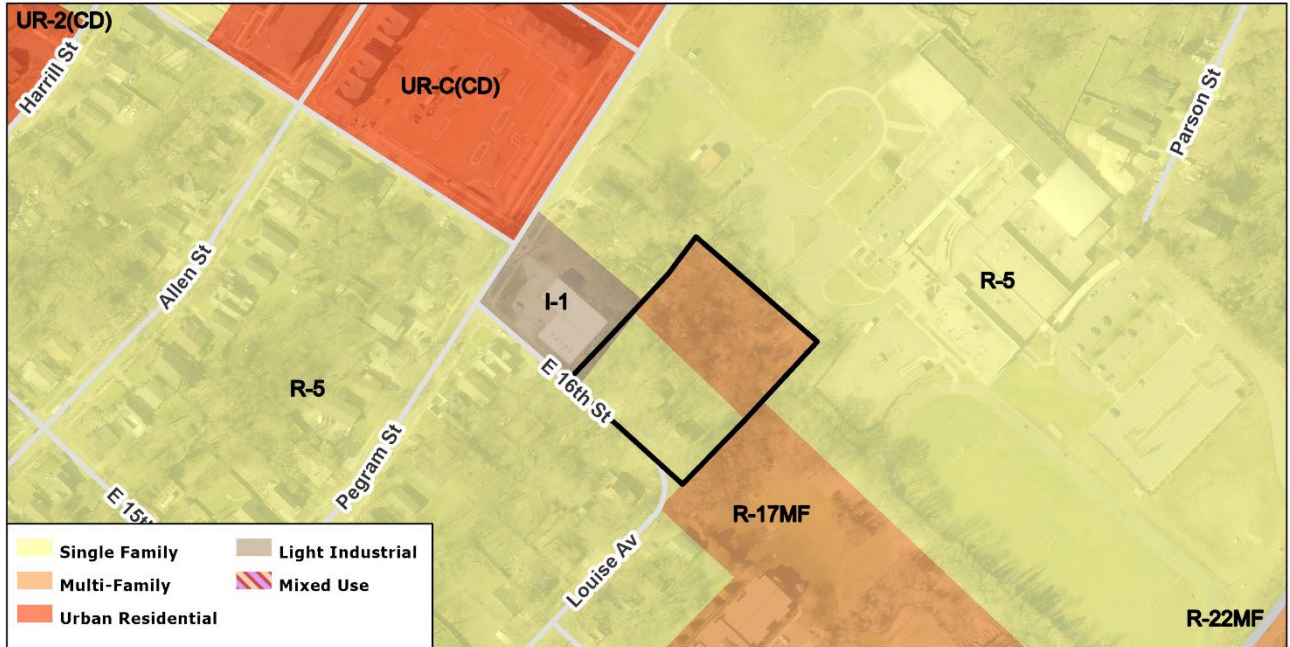 UR-2(CD)
Harrill St
UR-C(CD)
Parson St
Allen St
I-1
R-5
E 16th St
R-5
Pegram St
E 15th
R-17MF
Louise Av
R-22MF
Single Family
Light Industrial
Multi-Family
Mixed Use
Urban Residential